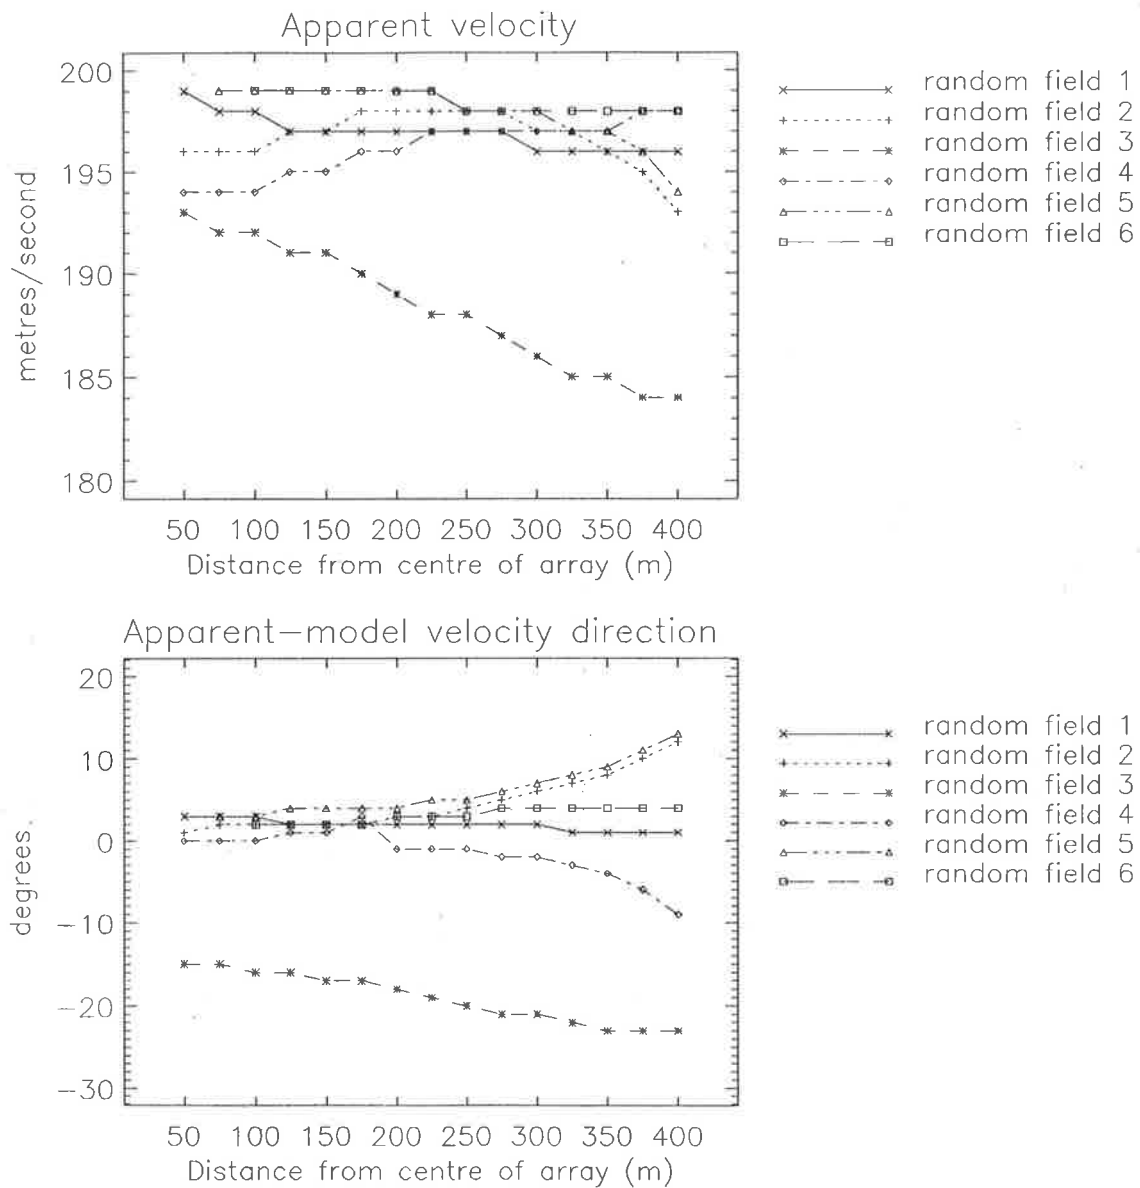 Apparent velocity
200
195
190
185
180
metres/second
50 100 150 200 250 300 350 400
Distance from centre of array (m)
random field 1
random field 2
random field 3
random field 4
random field 5
random field 6
Apparent-model velocity direction
20
10
0
-10
-20
-30
degrees
50 100 150 200 250 300 350 400
Distance from centre of array (m)
random field 1
random field 2
random field 3
random field 4
random field 5
random field 6